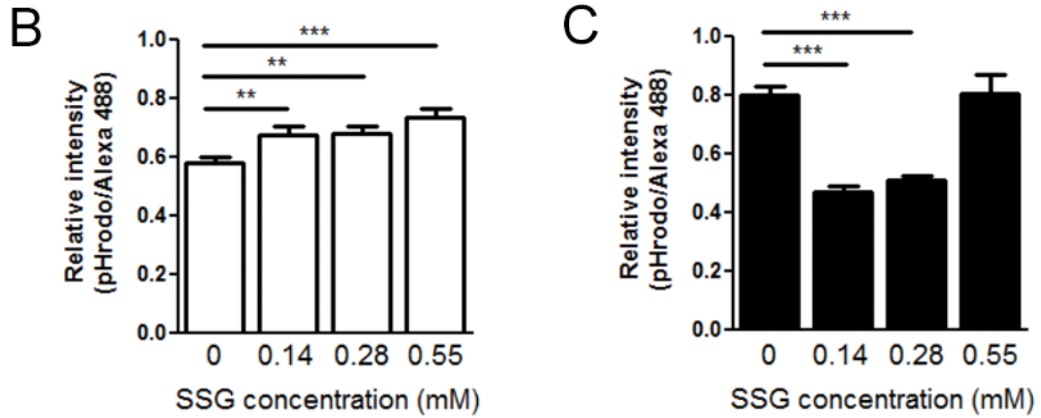 B
Relative intensity
(pHrodo/Alexa 488)
1.0
0.8
0.6
0.4
0.2
0.0
***
**
**
0 0.14 0.28 0.55
SSG concentration (mM)
C
Relative intensity
(pHrodo/Alexa 488)
1.0
0.8
0.6
0.4
0.2
0.0
***
***
0 0.14 0.28 0.55
SSG concentration (mM)